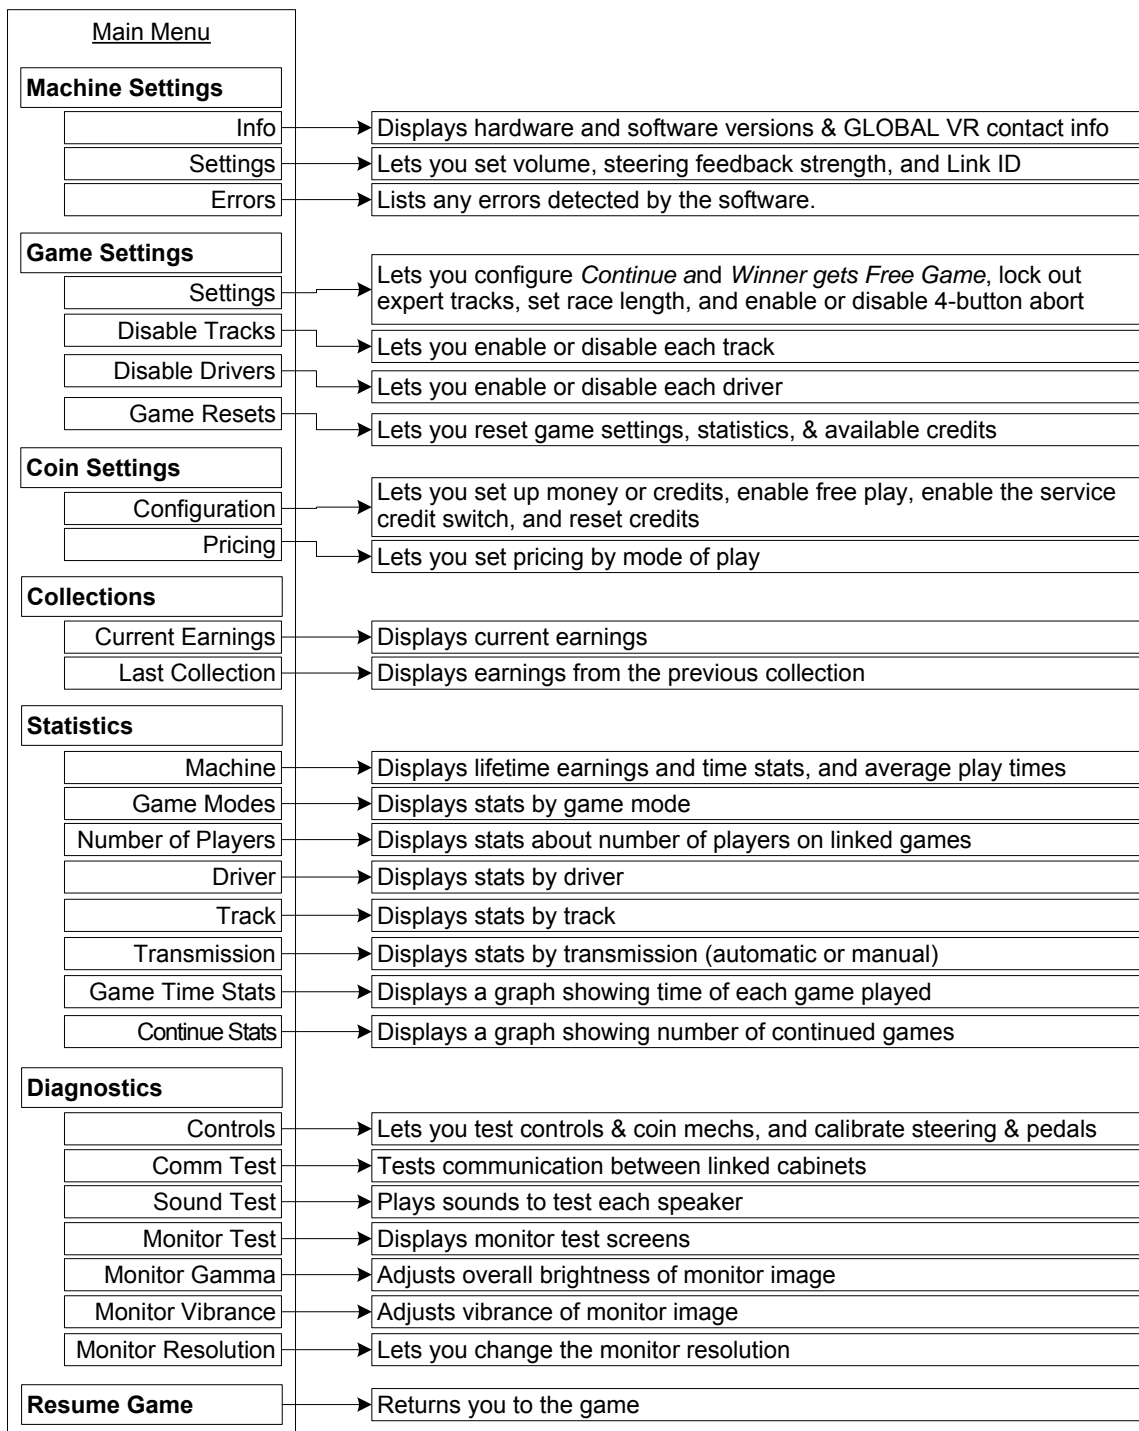 Main Menu
Machine Settings
Info
Displays hardware and software versions & GLOBAL VR contact info
Settings
Lets you set volume, steering feedback strength, and Link ID
Errors
Lists any errors detected by the software.
Game Settings
Settings
Lets you configure Continue and Winner gets Free Game, lock out
expert tracks, set race length, and enable or disable 4-button abort
Disable Tracks
Lets you enable or disable each track
Disable Drivers
Lets you enable or disable each driver
Game Resets
Lets you reset game settings, statistics, & available credits
Coin Settings
Configuration
Lets you set up money or credits, enable free play, enable the service
credit switch, and reset credits
Pricing
Lets you set pricing by mode of play
Collections
Current Earnings
Displays current earnings
Last Collection
Displays earnings from the previous collection
Statistics
Machine
Displays lifetime earnings and time stats, and average play times
Game Modes
Displays stats by game mode
Number of Players
Displays stats about number of players on linked games
Driver
Displays stats by driver
Track
Displays stats by track
Transmission
Displays stats by transmission (automatic or manual)
Game Time Stats
Displays a graph showing time of each game played
Continue Stats
Displays a graph showing number of continued games
Diagnostics
Controls
Lets you test controls & coin mechs, and calibrate steering & pedals
Comm Test
Tests communication between linked cabinets
Sound Test
Plays sounds to test each speaker
Monitor Test
Displays monitor test screens
Monitor Gamma
Adjusts overall brightness of monitor image
Monitor Vibrance
Adjusts vibrance of monitor image
Monitor Resolution
Lets you change the monitor resolution
Resume Game
Returns you to the game